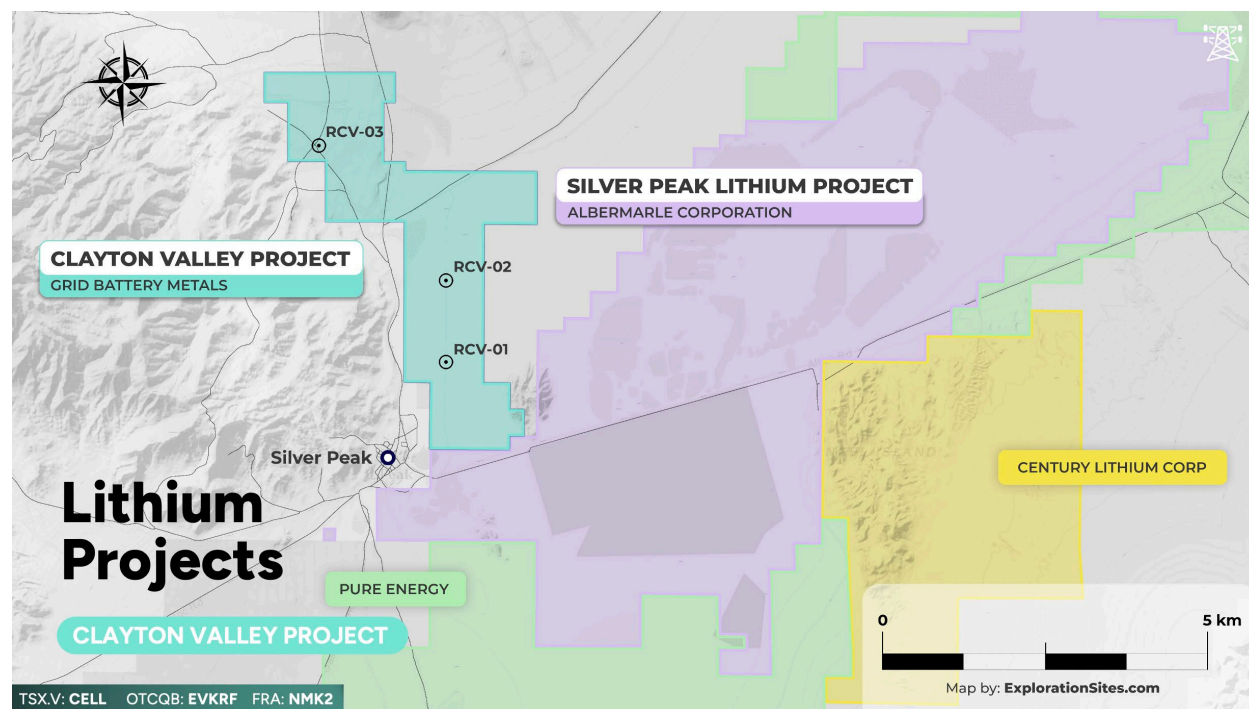 RCV-03
SILVER PEAK LITHIUM PROJECT
ALBERMARLE CORPORATION
CLAYTON VALLEY PROJECT
GRID BATTERY METALS
RCV-02
RCV-01
Silver Peak
CENTURY LITHIUM CORP
Lithium
Projects
PURE ENERGY
CLAYTON VALLEY PROJECT
0
5 km
Map by: ExplorationSites.com
TSX.V: CELL OTCQB: EVKRF FRA: NMK2